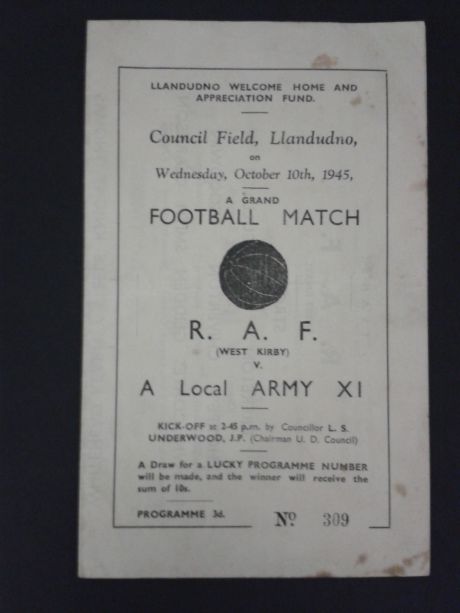 LLANDUDNO WELCOME HOME AND
APPRECIATION FUND.
Council Field, Llandudno,
on
Wednesday, October 10th, 1945,
A GRAND
FOOTBALL MATCH
R. A. F.
(WEST KIRBY)
V.
A Local ARMY XI
KICK-OFF at 2-45 p.m. by Councillor L. S.
UNDERWOOD, J.P. (Chairman U. D. Council)
A Draw for a LUCKY PROGRAMME NUMBER
will be made, and the winner will receive the
sum of 10s.
PROGRAMME 3d.
No 309